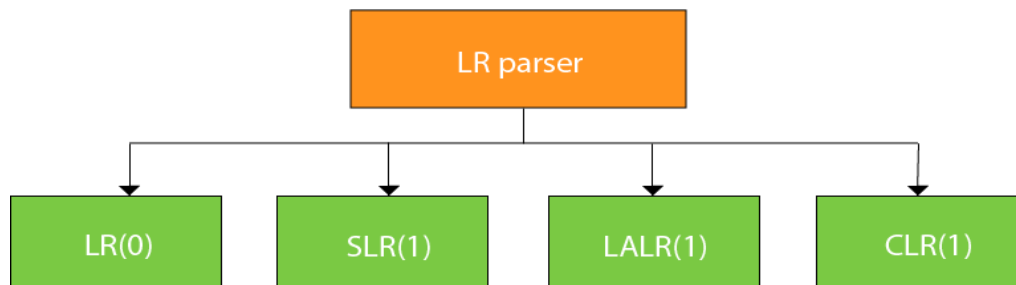 LR parser
LR(0)
SLR(1)
LALR(1)
CLR(1)